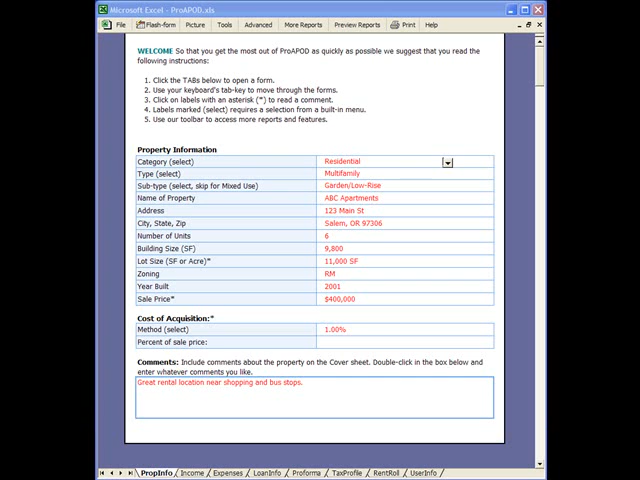 Microsoft Excel - ProAPOD.xls
File Flash-form Picture Tools Advanced More Reports Preview Reports Print Help
WELCOME So that you get the most out of ProAPOD as quickly as possible we suggest that you read the
following instructions:
1. Click the TABs below to open a form.
2. Use your keyboard's tab-key to move through the forms.
3. Click on labels with an asterisk (*) to read a comment.
4. Labels marked (select) requires a selection from a built-in menu.
5. Use our toolbar to access more reports and features.
Property Information
Category (select) Residential
Type (select) Multifamily
Sub-type (select, skip for Mixed Use) Garden/Low-Rise
Name of Property ABC Apartments
Address 123 Main St
City, State, Zip Salem, OR 97306
Number of Units 6
Building Size (SF) 9,800
Lot Size (SF or Acre)* 11,000 SF
Zoning RM
Year Built 2001
Sale Price* $400,000
Cost of Acquisition:*
Method (select) 1.00%
Percent of sale price:
Comments: Include comments about the property on the Cover sheet. Double-click in the box below and
enter whatever comments you like.
Great rental location near shopping and bus stops.
PropInfo Income Expenses LoanInfo Proforma TaxProfile RentRoll UserInfo